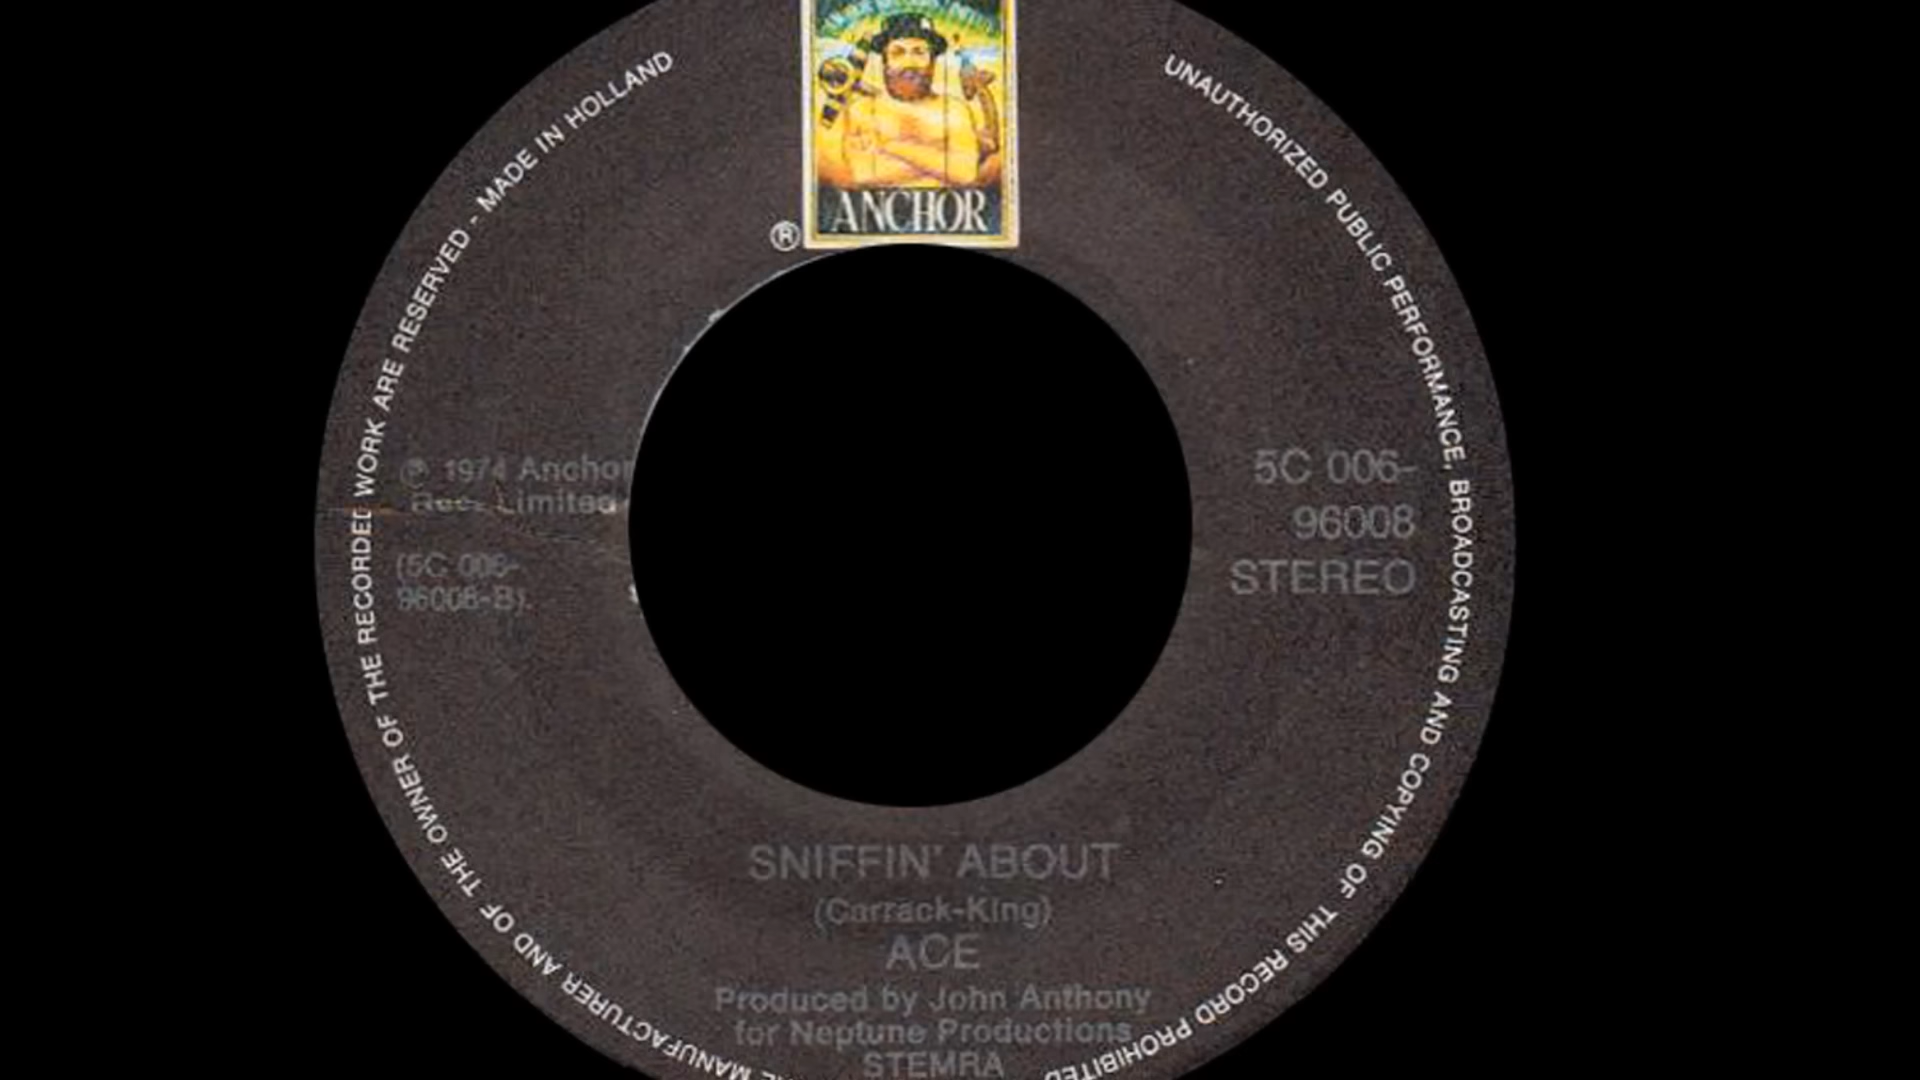 ANCHOR
®
UNAUTHORIZED PUBLIC PERFORMANCE, BROADCASTING AND COPYING OF THIS RECORD PROHIBITED
MANUFACTURER AND OF THE OWNER OF THE RECORDED WORK ARE RESERVED - MADE IN HOLLAND
℗ 1974 Anchor
Limited
(5C 006-
96008-B).
5C 006-
96008
STEREO
SNIFFIN' ABOUT
(Carrack-King)
ACE
Produced by John Anthony
for Neptune Productions
STEMRA